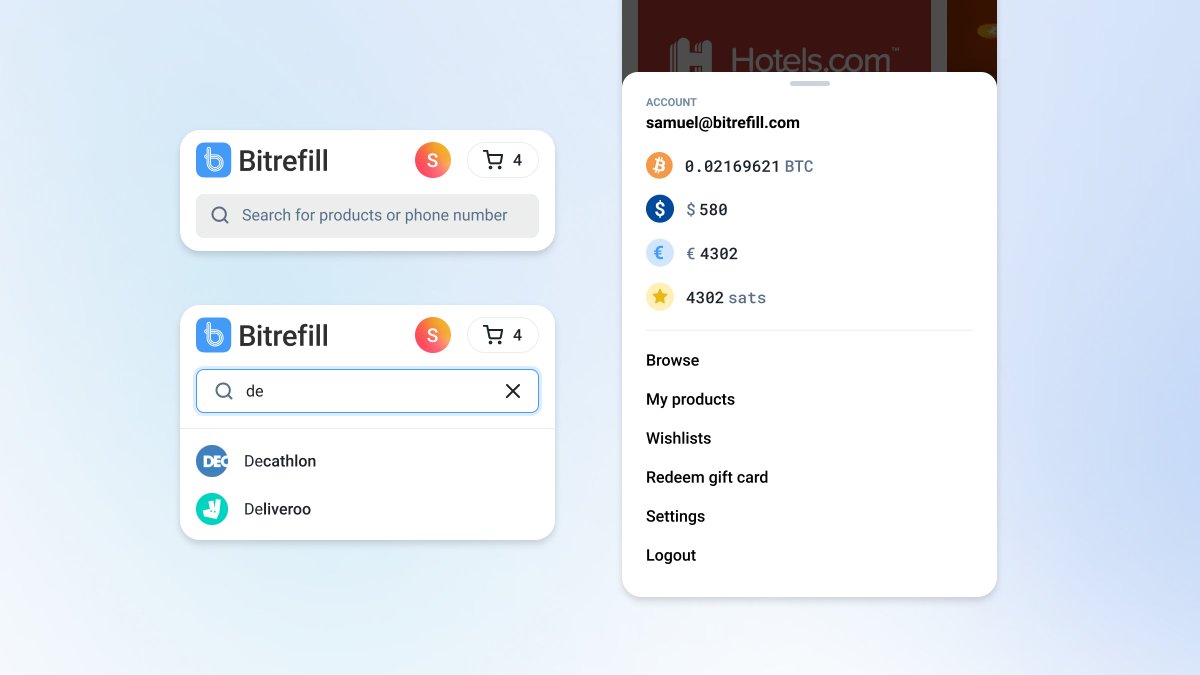 Bitrefill
S
4
Search for products or phone number
Bitrefill
S
4
de
DEC
Decathlon
Deliveroo
Hotels.com™
ACCOUNT
samuel@bitrefill.com
0.02169621 BTC
$ $ 580
€ € 4302
4302 sats
Browse
My products
Wishlists
Redeem gift card
Settings
Logout